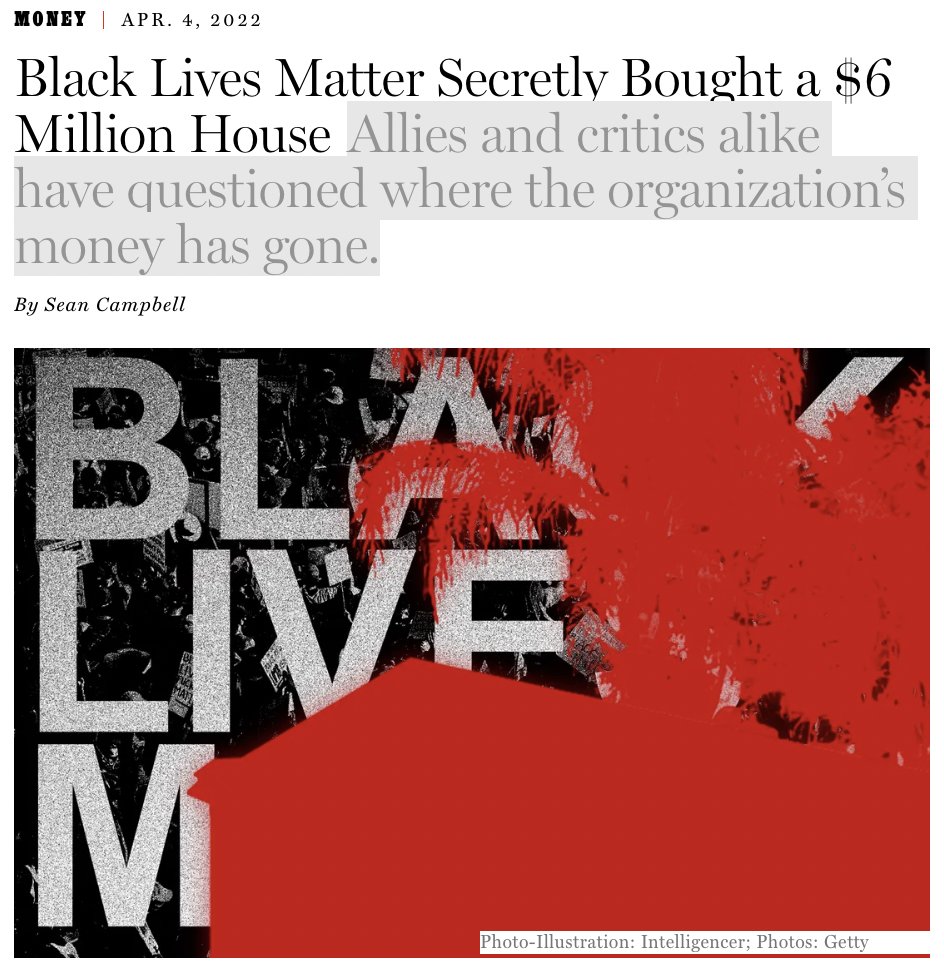 MONEY | APR. 4, 2022
Black Lives Matter Secretly Bought a $6
Million House Allies and critics alike
have questioned where the organization’s
money has gone.
By Sean Campbell
BLA
LIVE
M
Photo-Illustration: Intelligencer; Photos: Getty